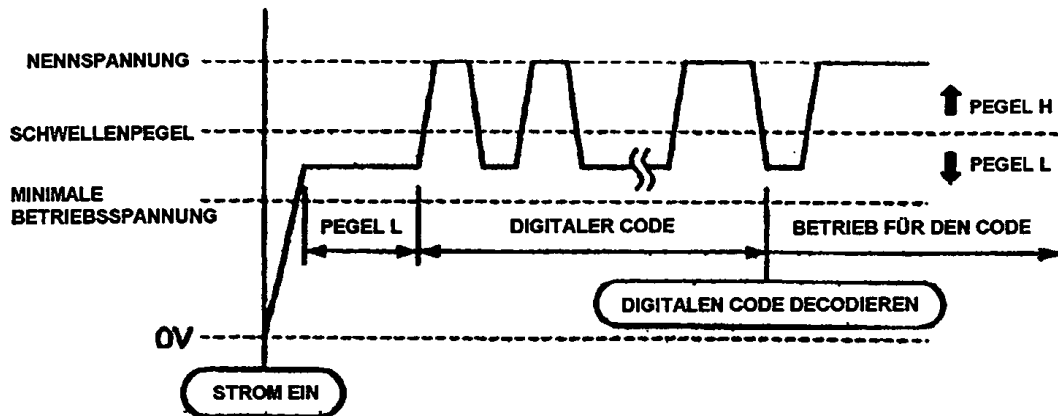 NENNSPANNUNG
PEGEL H
SCHWELLENPEGEL
PEGEL L
MINIMALE
BETRIEBSSPANNUNG
PEGEL L
DIGITALER CODE
BETRIEB FÜR DEN CODE
DIGITALEN CODE DECODIEREN
0V
STROM EIN